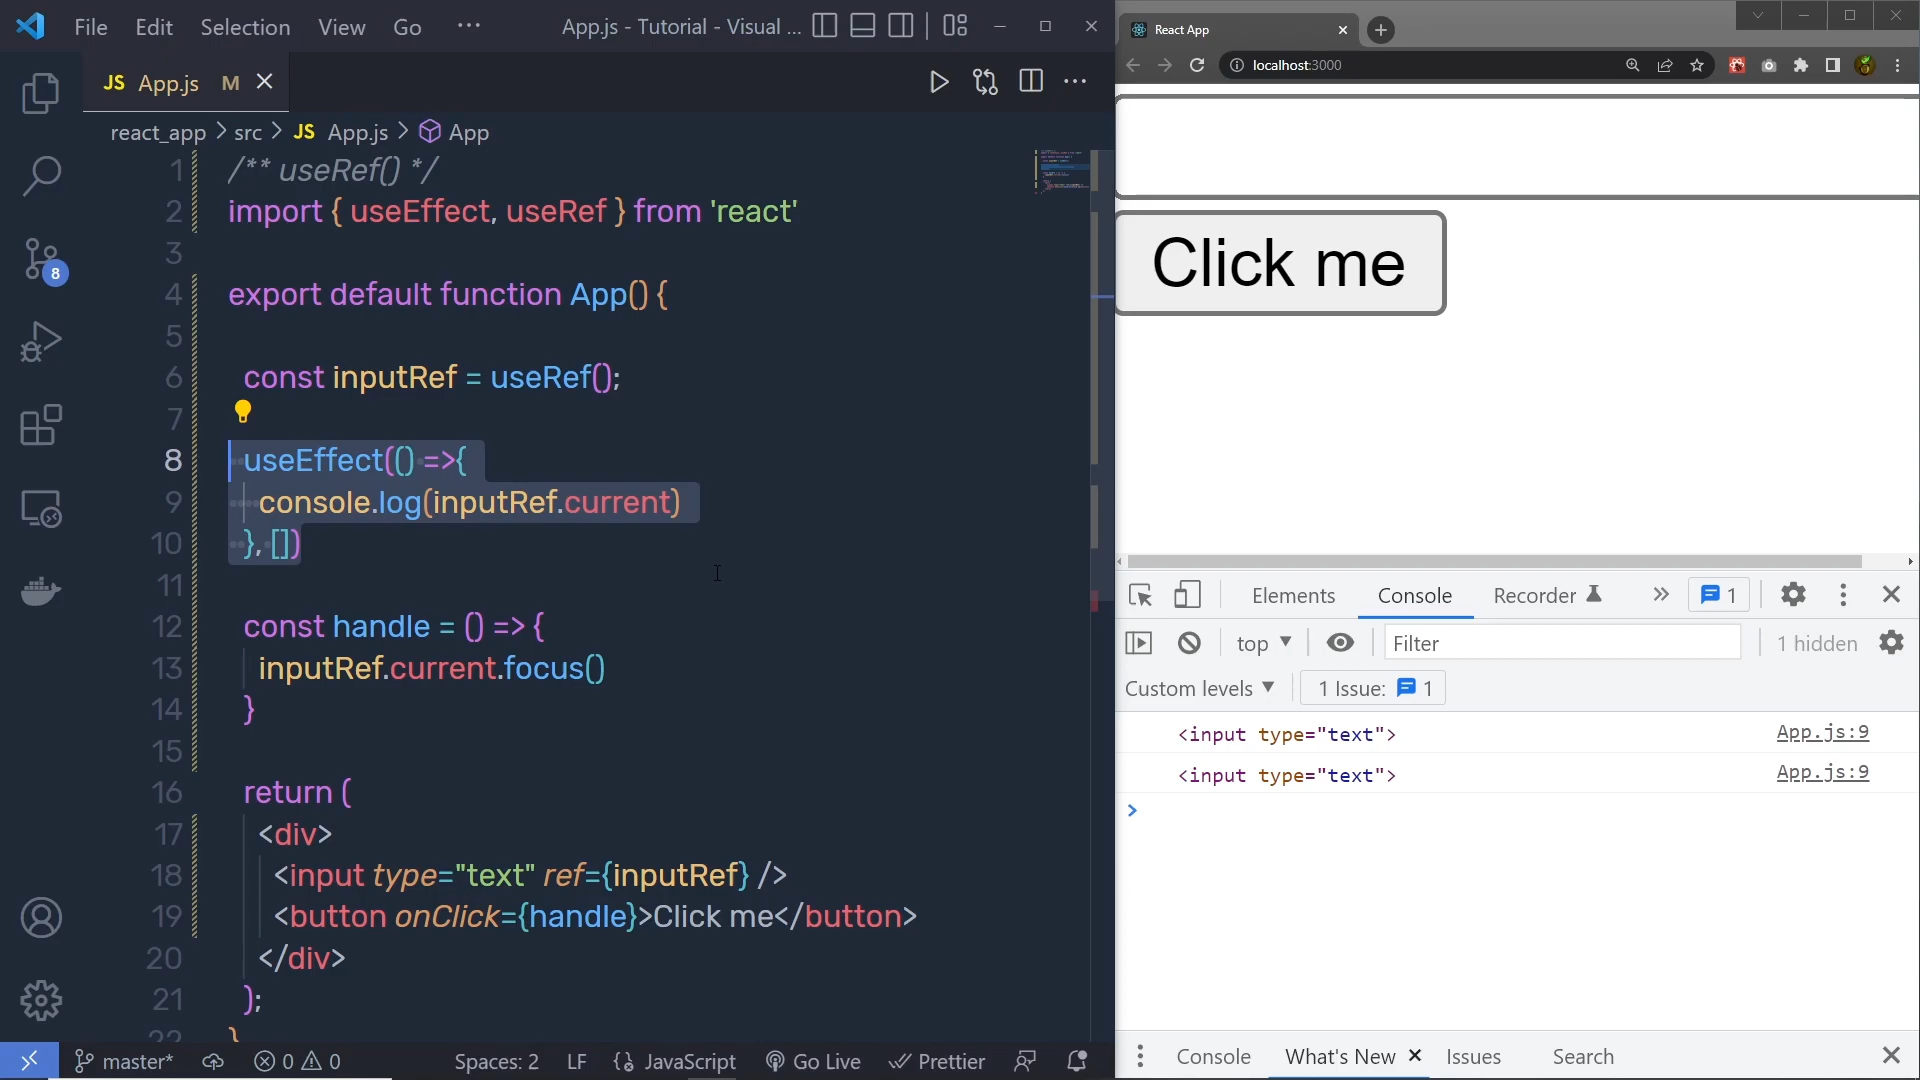 File Edit Selection View Go ··· App.js - Tutorial - Visual ...
JS App.js M
react_app > src > JS App.js > App
1 /** useRef() */
2 import { useEffect, useRef } from 'react'
3
4 export default function App() {
5
6 const inputRef = useRef();
7
8 useEffect(() =>{
9 console.log(inputRef.current)
10 }, [])
11
12 const handle = () => {
13 inputRef.current.focus()
14 }
15
16 return (
17 <div>
18 <input type="text" ref={inputRef} />
19 <button onClick={handle}>Click me</button>
20 </div>
21 );
22 }
8
master* 0 0 Spaces: 2 LF {} JavaScript Go Live Prettier
React App
localhost:3000
Click me
Elements Console Recorder 1
top Filter 1 hidden
Custom levels 1 Issue: 1
<input type="text"> App.js:9
<input type="text"> App.js:9
>
Console What's New Issues Search